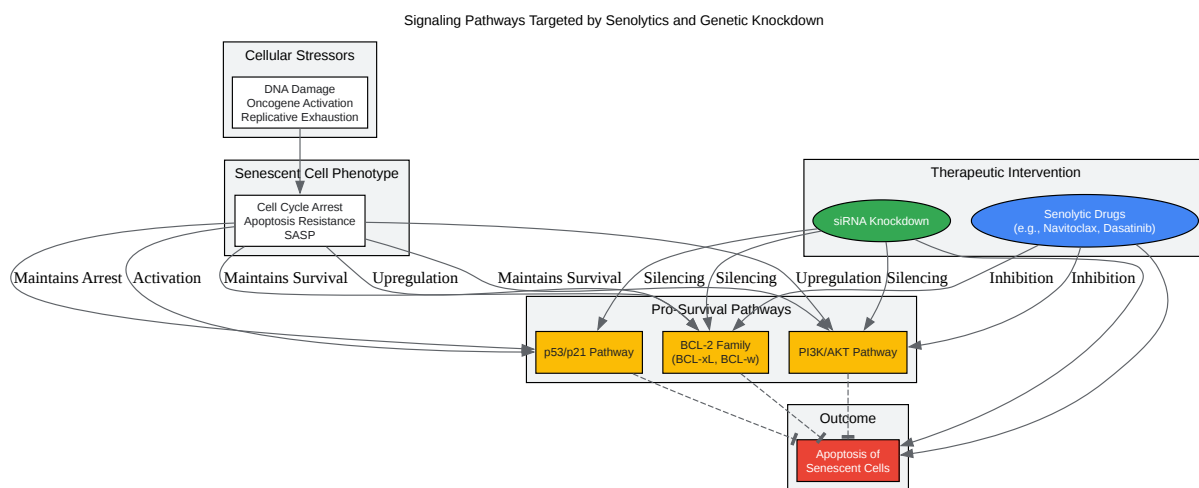 Signaling Pathways Targeted by Senolytics and Genetic Knockdown
Cellular Stressors
DNA Damage
Oncogene Activation
Replicative Exhaustion
Senescent Cell Phenotype
Cell Cycle Arrest
Apoptosis Resistance
SASP
Therapeutic Intervention
siRNA Knockdown
Senolytic Drugs
(e.g., Navitoclax, Dasatinib)
Maintains Arrest
Activation
Maintains Survival
Upregulation
Maintains Survival
Silencing
Silencing
Upregulation
Silencing
Inhibition
Inhibition
Pro-Survival Pathways
p53/p21 Pathway
BCL-2 Family
(BCL-xL, BCL-w)
PI3K/AKT Pathway
Outcome
Apoptosis of
Senescent Cells